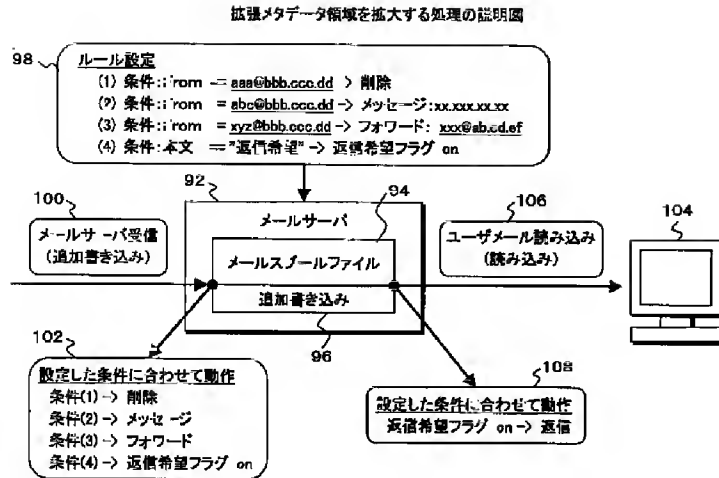 拡張メタデータ領域を拡大する処理の説明図
98
ルール設定
(1) 条件:From = aaa@bbb.ccc.dd -> 削除
(2) 条件:From = abc@bbb.ccc.dd -> メッセージ:xx.xxx.xx.xx
(3) 条件:From = xyz@bbb.ccc.dd -> フォワード: xxx@ab.cd.ef
(4) 条件:本文 =="返信希望" -> 返信希望フラグ on
100
メールサーバ受信
(追加書き込み)
92
94
メールサーバ
メールスプールファイル
追加書き込み
96
106
ユーザメール読み込み
(読み込み)
104
102
設定した条件に合わせて動作
条件(1) -> 削除
条件(2) -> メッセージ
条件(3) -> フォワード
条件(4) -> 返信希望フラグ on
108
設定した条件に合わせて動作
返信希望フラグ on -> 返信